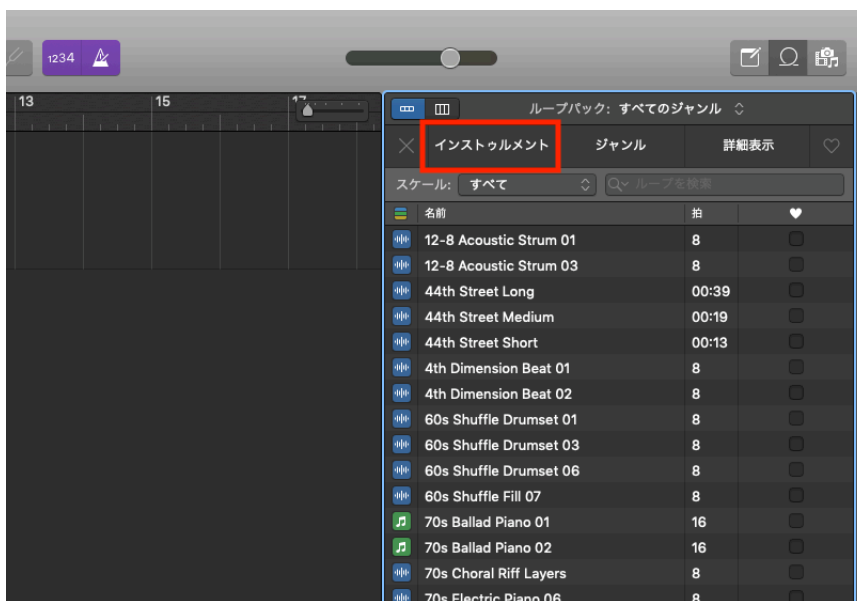 1234
13 15 17
ループパック: すべてのジャンル
インストゥルメント ジャンル 詳細表示
スケール: すべて ループを検索
名前 拍
12-8 Acoustic Strum 01 8
12-8 Acoustic Strum 03 8
44th Street Long 00:39
44th Street Medium 00:19
44th Street Short 00:13
4th Dimension Beat 01 8
4th Dimension Beat 02 8
60s Shuffle Drumset 01 8
60s Shuffle Drumset 03 8
60s Shuffle Drumset 06 8
60s Shuffle Fill 07 8
70s Ballad Piano 01 16
70s Ballad Piano 02 16
70s Choral Riff Layers 8
70s Electric Piano 06 8